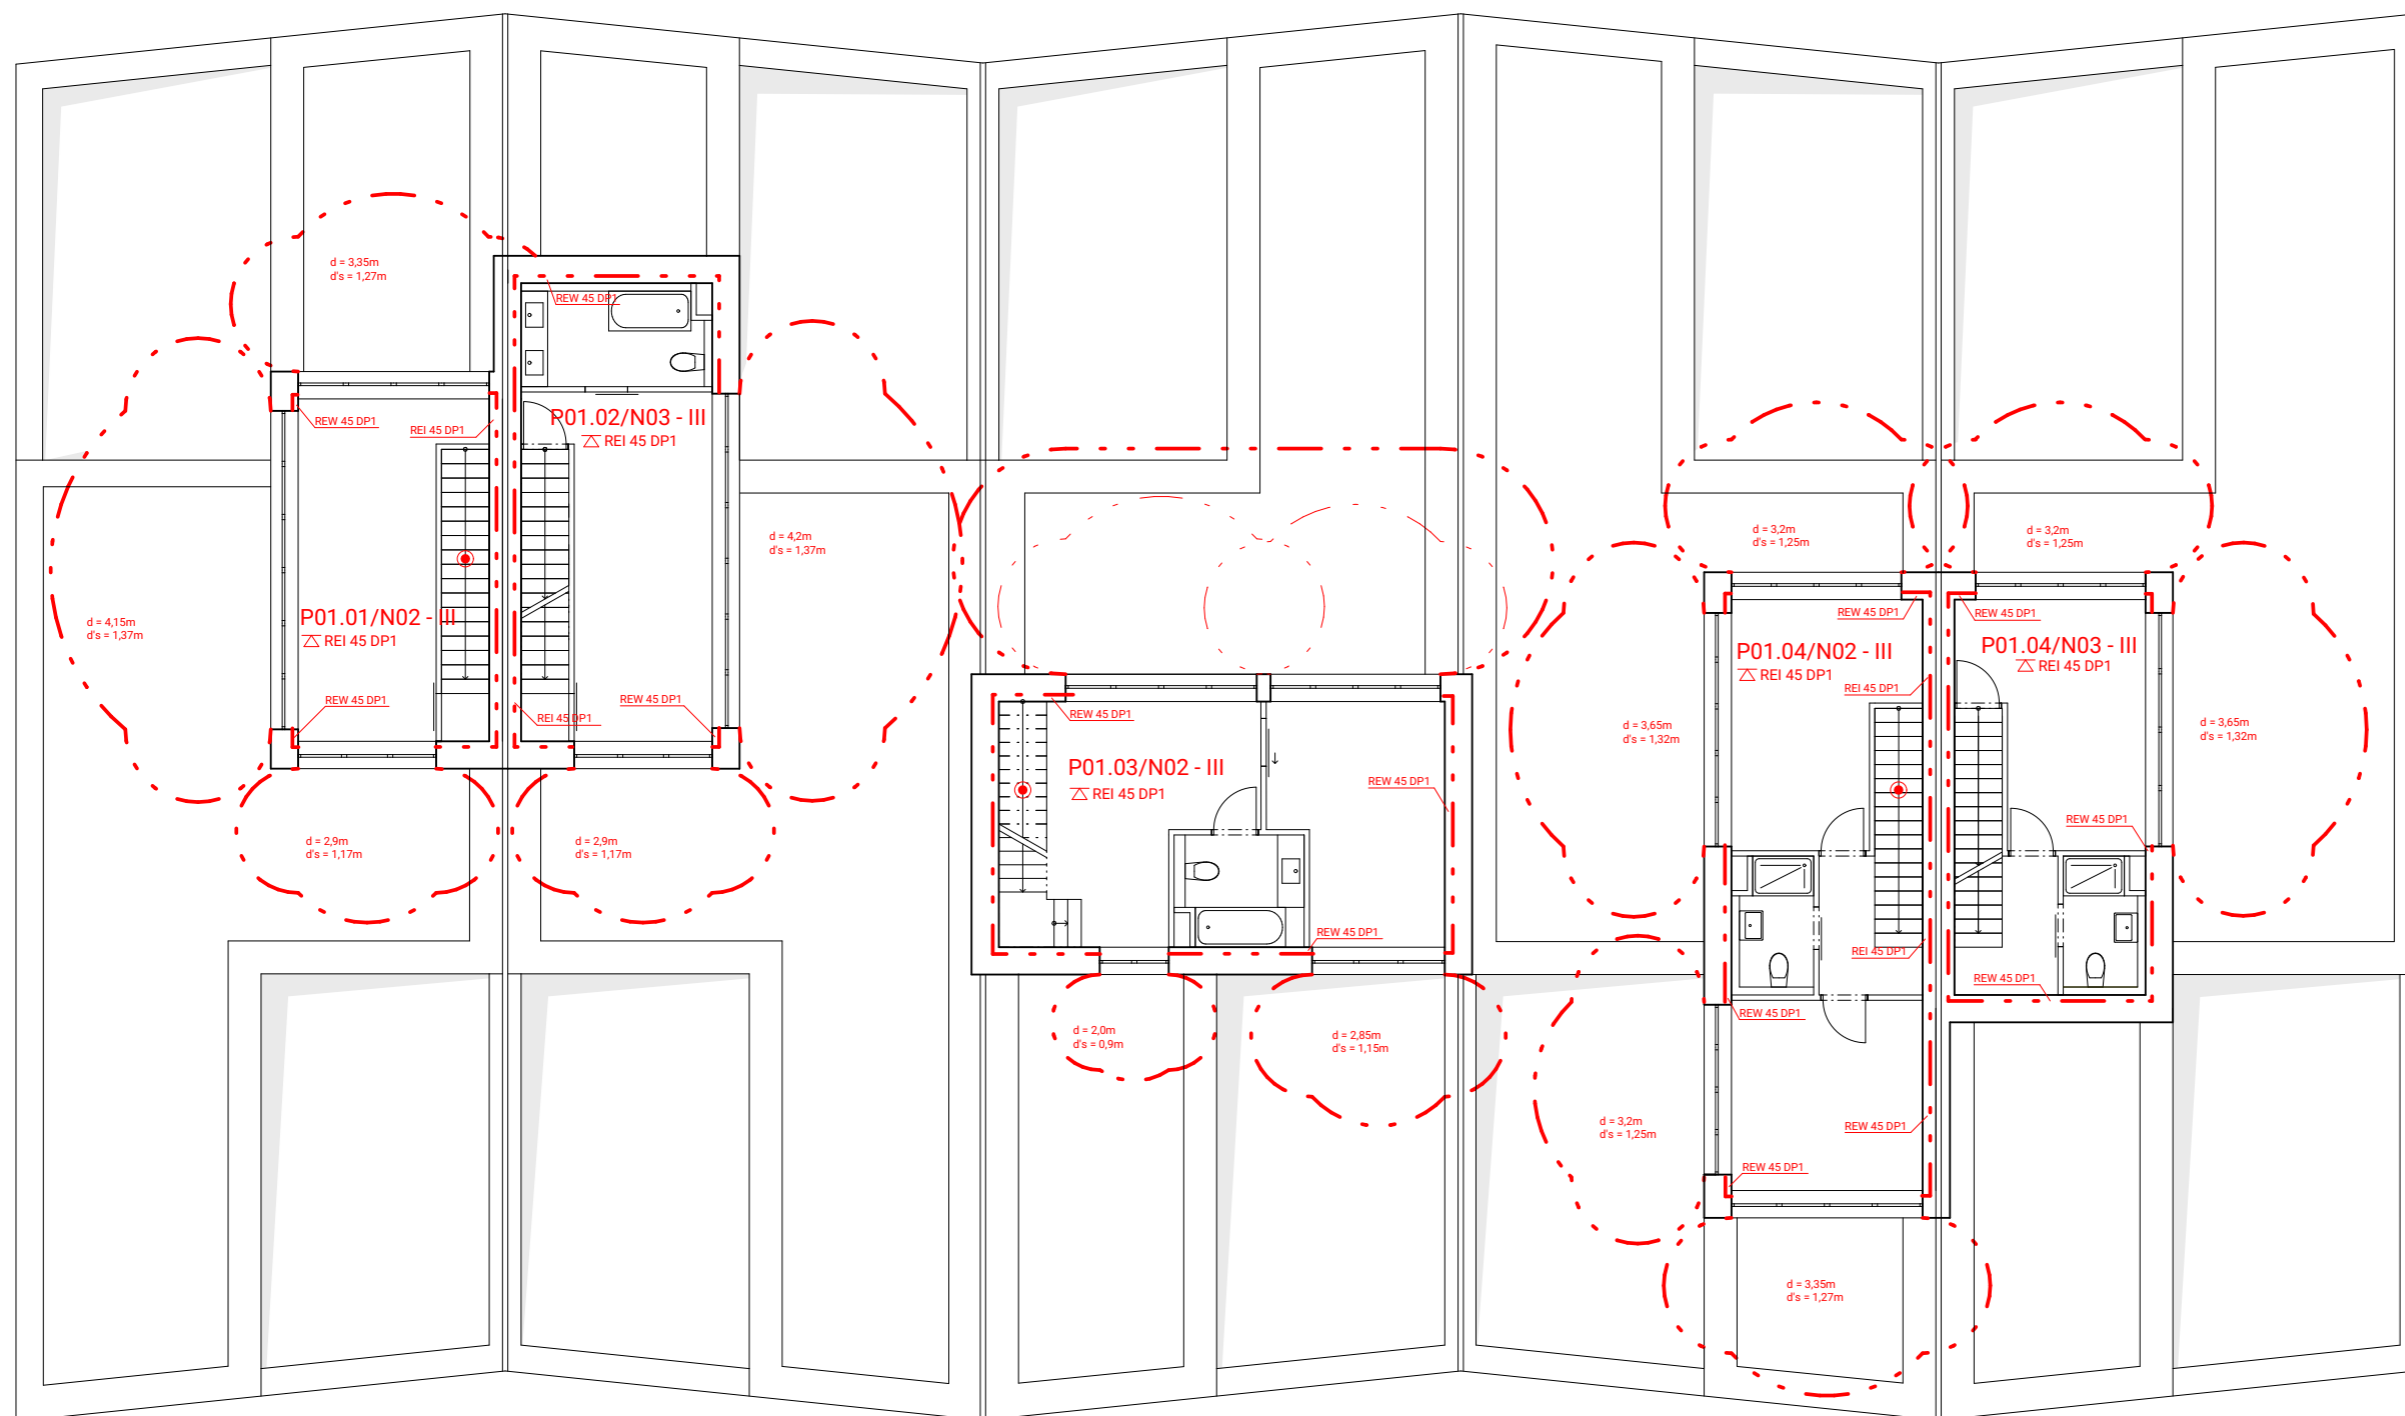 d = 3,35m
d's = 1,27m
REW 45 DP1
REW 45 DP1
REI 45 DP1
P01.02/N03 - III
REI 45 DP1
d = 4,2m
d's = 1,37m
d = 4,15m
d's = 1,37m
P01.01/N02 - III
REI 45 DP1
REW 45 DP1
REI 45 DP1
REW 45 DP1
d = 2,9m
d's = 1,17m
d = 2,9m
d's = 1,17m
REW 45 DP1
P01.03/N02 - III
REI 45 DP1
REW 45 DP1
REW 45 DP1
d = 2,0m
d's = 0,9m
d = 2,85m
d's = 1,15m
d = 3,2m
d's = 1,25m
d = 3,2m
d's = 1,25m
REW 45 DP1
REW 45 DP1
P01.04/N02 - III
REI 45 DP1
P01.04/N03 - III
REI 45 DP1
REI 45 DP1
d = 3,65m
d's = 1,32m
d = 3,65m
d's = 1,32m
REW 45 DP1
REI 45 DP1
REW 45 DP1
REW 45 DP1
d = 3,2m
d's = 1,25m
REW 45 DP1
REW 45 DP1
d = 3,35m
d's = 1,27m